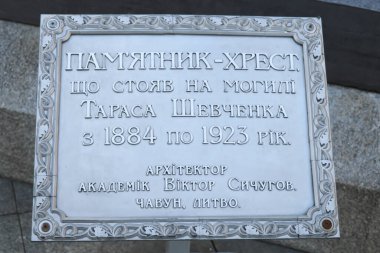 ПАМ'ЯТНИК-ХРЕСТ,
ЩО СТОЯВ НА МОГИЛІ
ТАРАСА ШЕВЧЕНКА
З 1884 ПО 1923 РІК.
АРХІТЕКТОР
АКАДЕМІК ВІКТОР СИЧУГОВ.
ЧАВУН, ЛИТВО.